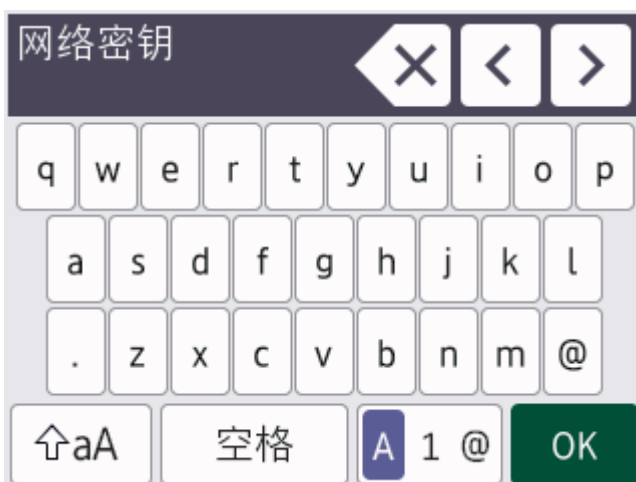 网络密钥
q w e r t y u i o p
a s d f g h j k l
. z x c v b n m @
aA 空格 A 1 @ OK